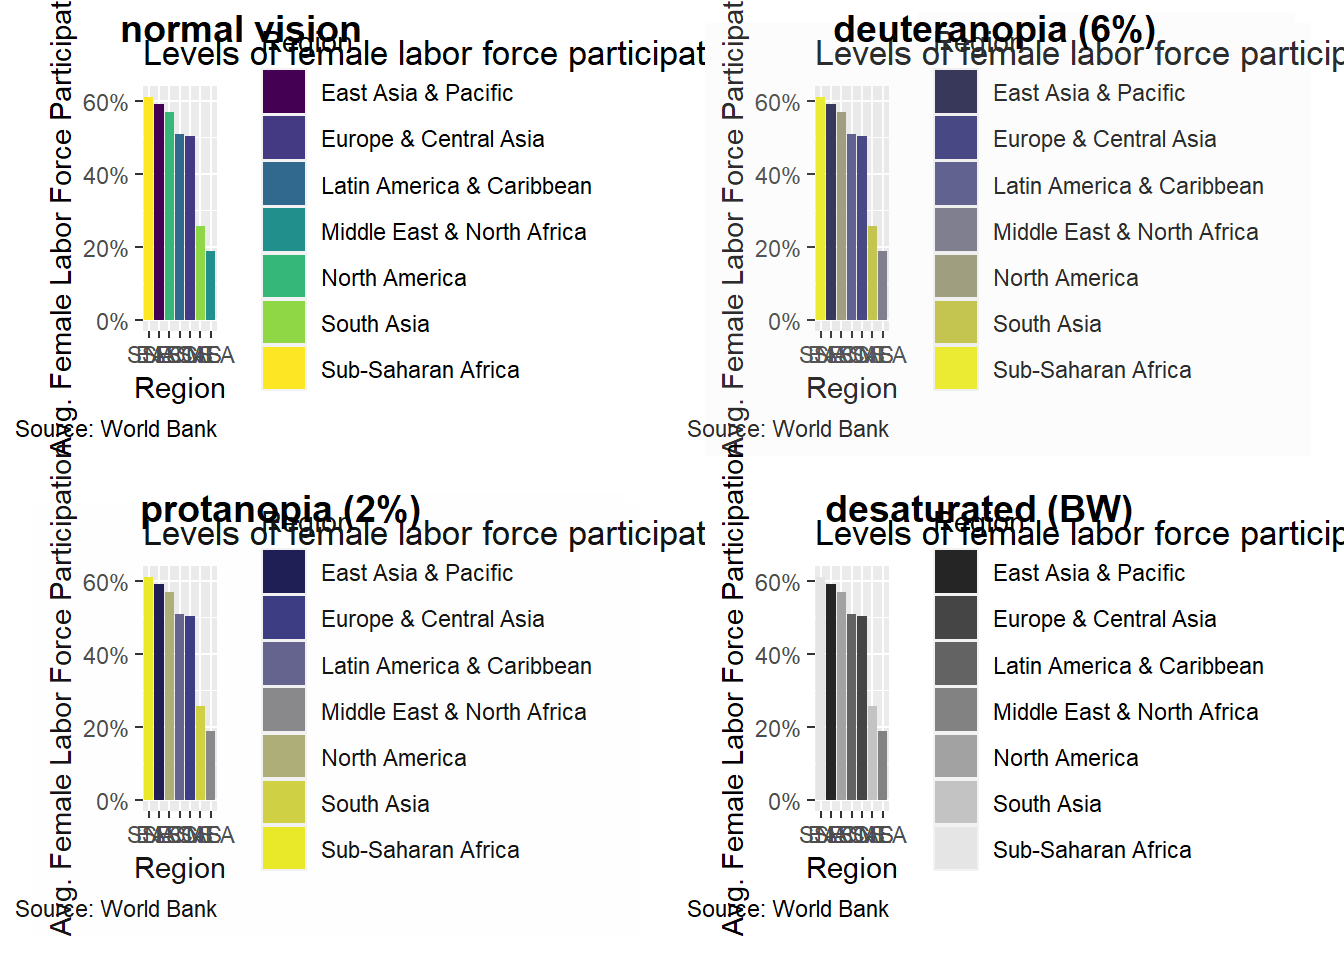 normal vision
Region
Levels of female labor force participat
Avg. Female Labor Force Participation
60%
40%
20%
0%
East Asia & Pacific
Europe & Central Asia
Latin America & Caribbean
Middle East & North Africa
North America
South Asia
Sub-Saharan Africa
Region
Source: World Bank
deuteranopia (6%)
Region
Levels of female labor force particip
Avg. Female Labor Force Participation
60%
40%
20%
0%
East Asia & Pacific
Europe & Central Asia
Latin America & Caribbean
Middle East & North Africa
North America
South Asia
Sub-Saharan Africa
Region
Source: World Bank
protanopia (2%)
Region
Levels of female labor force participat
Avg. Female Labor Force Participation
60%
40%
20%
0%
East Asia & Pacific
Europe & Central Asia
Latin America & Caribbean
Middle East & North Africa
North America
South Asia
Sub-Saharan Africa
Region
Source: World Bank
desaturated (BW)
Region
Levels of female labor force particip
Avg. Female Labor Force Participation
60%
40%
20%
0%
East Asia & Pacific
Europe & Central Asia
Latin America & Caribbean
Middle East & North Africa
North America
South Asia
Sub-Saharan Africa
Region
Source: World Bank